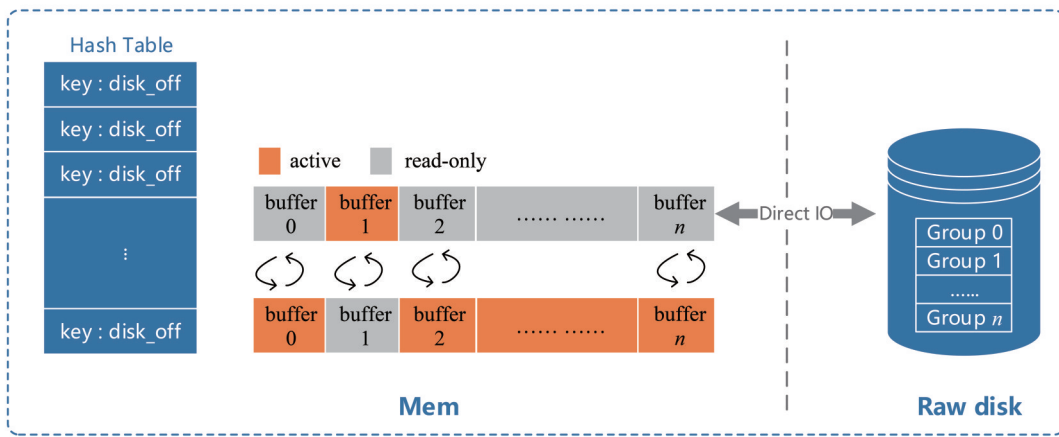 Hash Table
key : disk_off
key : disk_off
key : disk_off
⋮
key : disk_off
active
read-only
buffer 0
buffer 1
buffer 2
…… ……
buffer n
buffer 0
buffer 1
buffer 2
…… ……
buffer n
Mem
Direct IO
Group 0
Group 1
……
Group n
Raw disk